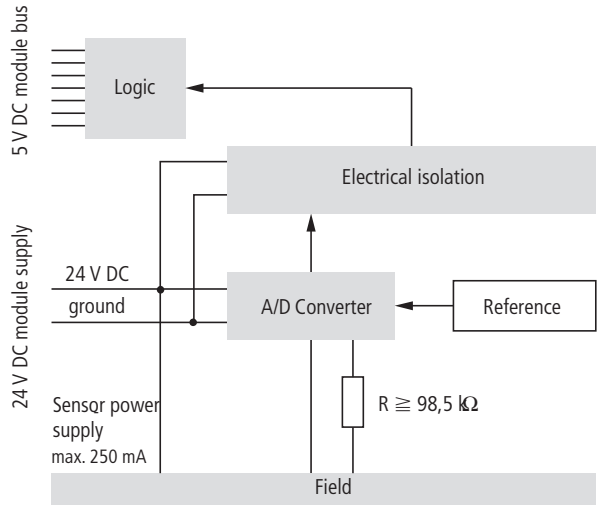 5 V DC module bus
Logic
Electrical isolation
24 V DC module supply
24 V DC
ground
A/D Converter
Reference
Sensor power
supply
max. 250 mA
R ≧ 98,5 kΩ
Field